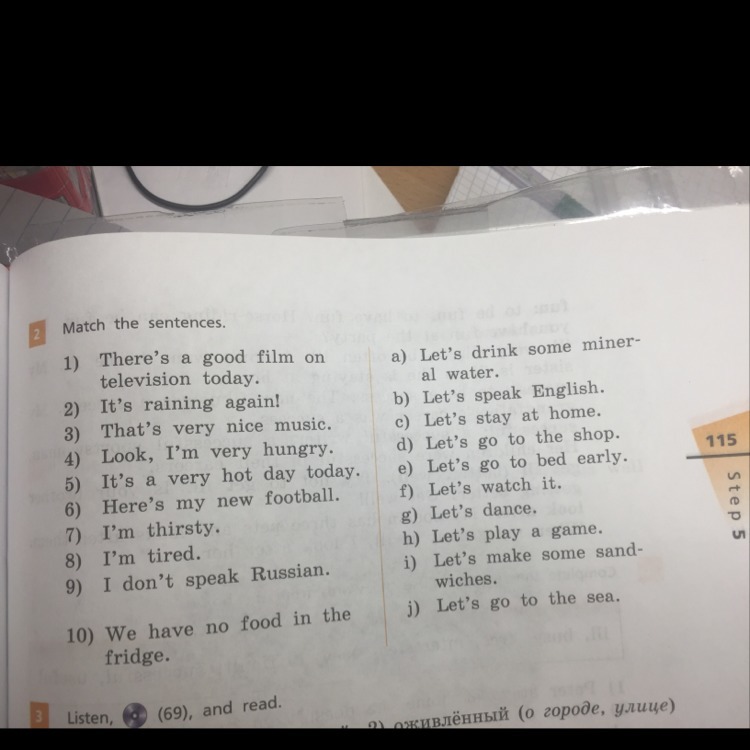 2 Match the sentences.
1) There's a good film on
television today.
2) It's raining again!
3) That's very nice music.
4) Look, I'm very hungry.
5) It's a very hot day today.
6) Here's my new football.
7) I'm thirsty.
8) I'm tired.
9) I don't speak Russian.
10) We have no food in the
fridge.
a) Let's drink some miner-
al water.
b) Let's speak English.
c) Let's stay at home.
d) Let's go to the shop.
e) Let's go to bed early.
f) Let's watch it.
g) Let's dance.
h) Let's play a game.
i) Let's make some sand-
wiches.
j) Let's go to the sea.
115
Step 5
3 Listen, (69), and read.
2) оживлённый (о городе, улице)